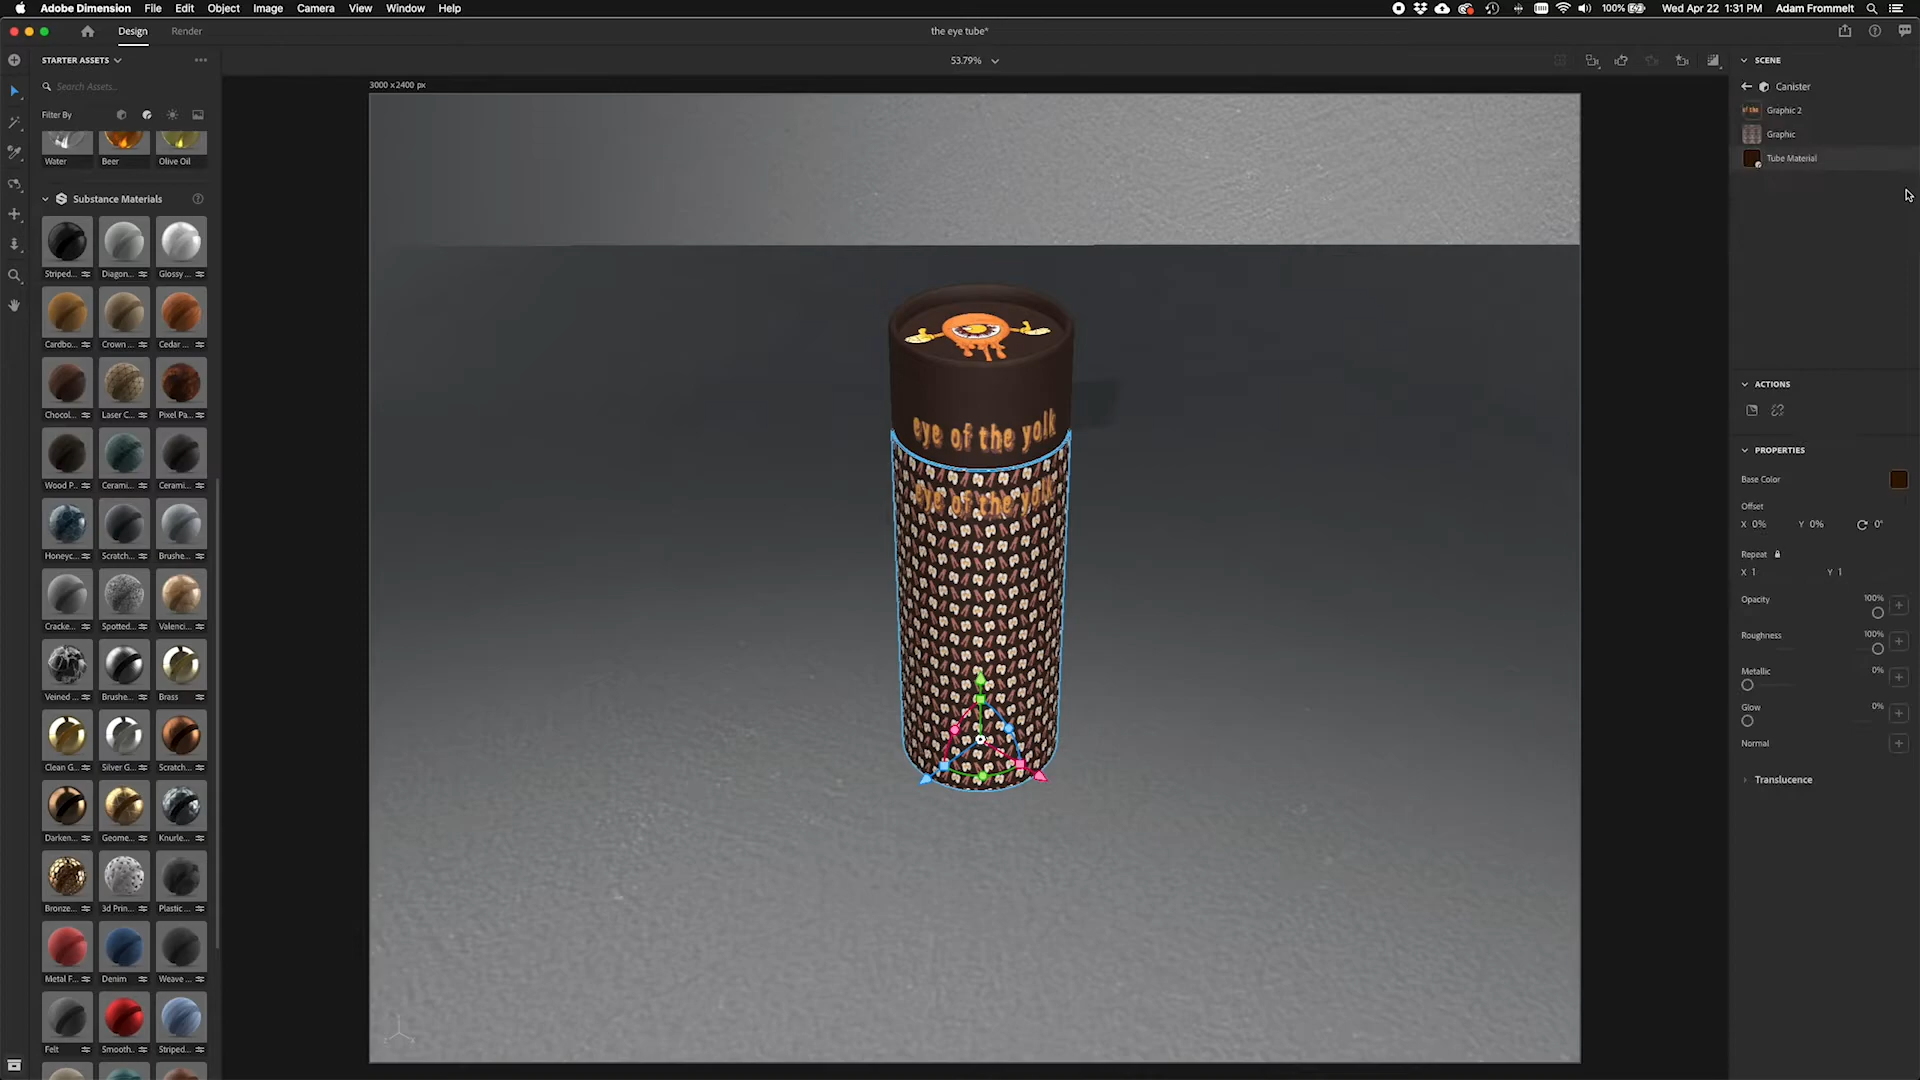 Adobe Dimension File Edit Object Image Camera View Window Help 100% Wed Apr 22 1:31 PM Adam Frommelt
Design Render the eye tube*
STARTER ASSETS 53.79% SCENE
Search Assets... 3000 x 2400 px Canister
Filter By Graphic 2
Graphic
Water Beer Olive Oil Tube Material
Substance Materials
Striped... Diagon... Glossy ...
Cardbo... Crown ... Cedar ...
ACTIONS
Chocol... Laser C... Pixel Pa...
eye of the yolk
PROPERTIES
Wood P... Cerami... Cerami... Base Color
eye of the yolk
Offset
X 0% Y 0% 0°
Honeyc... Scratch... Brushe... Repeat
X 1 Y 1
Opacity 100%
Cracke... Spotted... Valenci...
Roughness 100%
Metallic 0%
Veined ... Brushe... Brass
Glow 0%
Normal
Clean G... Silver G... Scratch...
Translucence
Darken... Geome... Knurle...
Bronze... 3d Prin... Plastic ...
Metal F... Denim Weave ...
Felt Smooth... Striped...